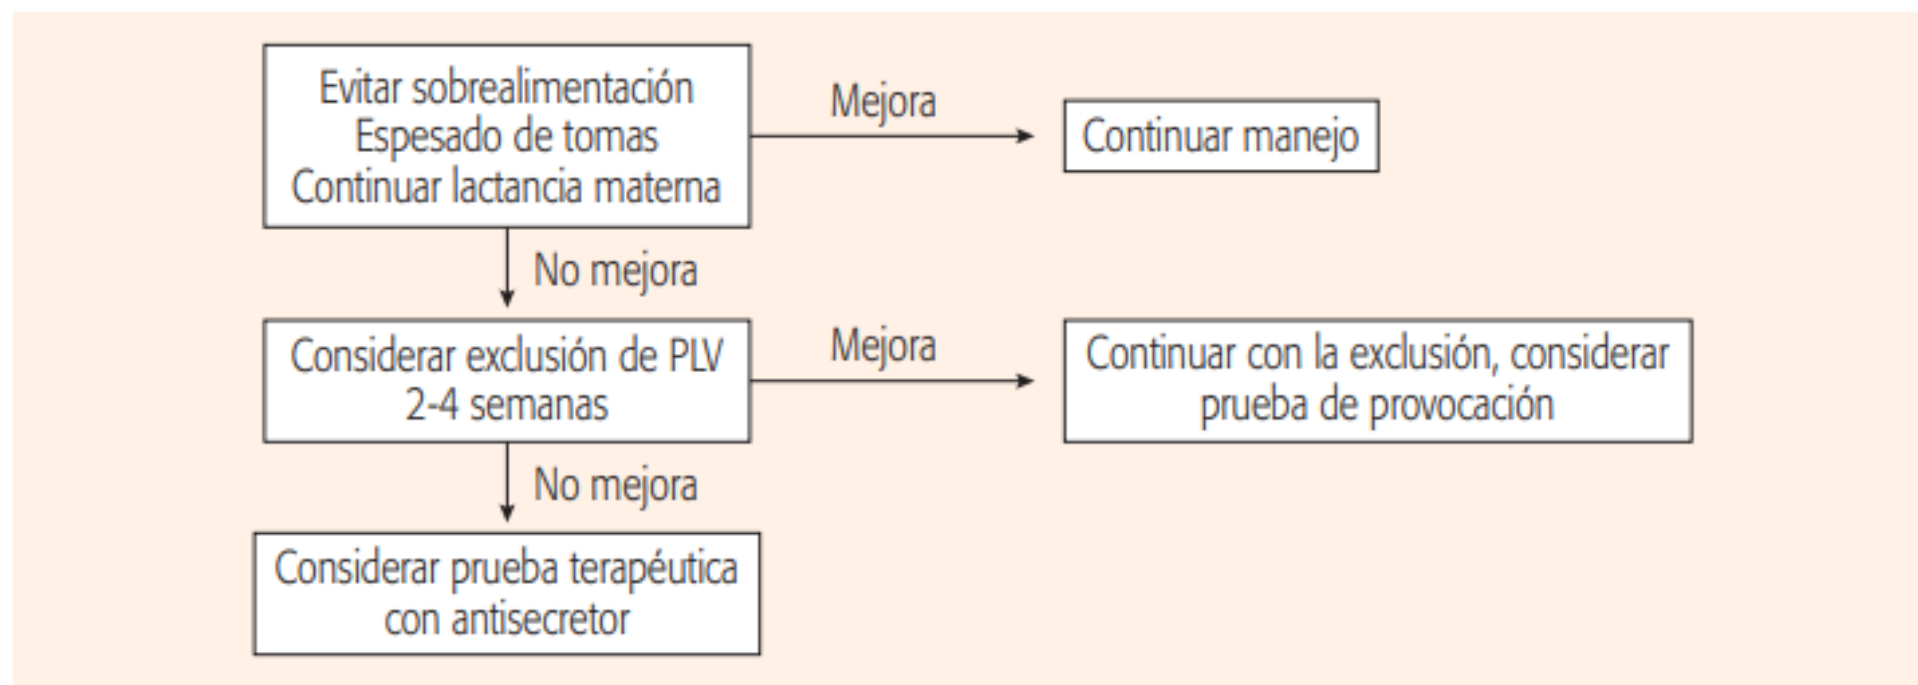 Evitar sobrealimentación
Espesado de tomas
Continuar lactancia materna
Mejora
Continuar manejo
No mejora
Considerar exclusión de PLV
2-4 semanas
Mejora
Continuar con la exclusión, considerar
prueba de provocación
No mejora
Considerar prueba terapéutica
con antisecretor